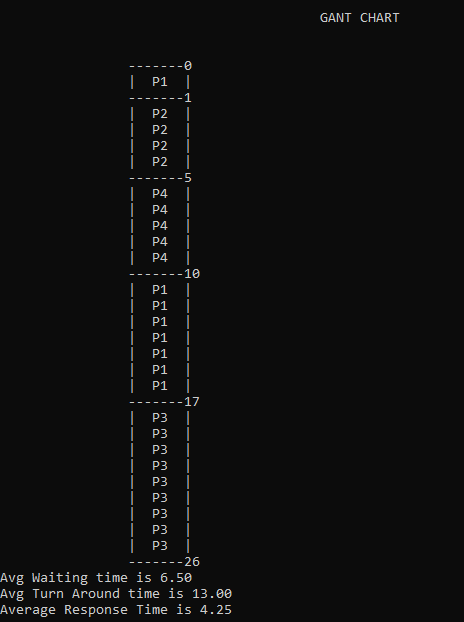 GANT CHART
-------0
|  P1  |
-------1
|  P2  |
|  P2  |
|  P2  |
|  P2  |
-------5
|  P4  |
|  P4  |
|  P4  |
|  P4  |
|  P4  |
-------10
|  P1  |
|  P1  |
|  P1  |
|  P1  |
|  P1  |
|  P1  |
|  P1  |
-------17
|  P3  |
|  P3  |
|  P3  |
|  P3  |
|  P3  |
|  P3  |
|  P3  |
|  P3  |
|  P3  |
-------26
Avg Waiting time is 6.50
Avg Turn Around time is 13.00
Average Response Time is 4.25